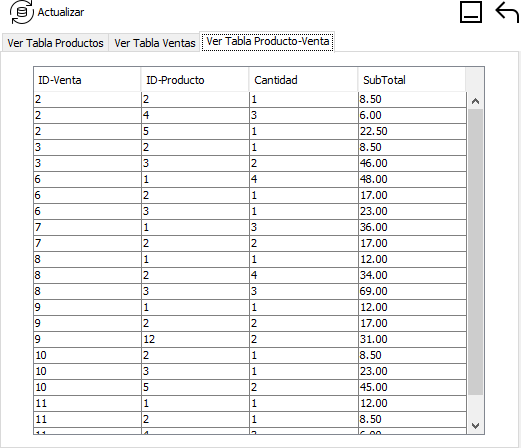 Actualizar
Ver Tabla Productos Ver Tabla Ventas Ver Tabla Producto-Venta
ID-Venta ID-Producto Cantidad SubTotal
2 2 1 8.50
2 4 3 6.00
2 5 1 22.50
3 2 1 8.50
3 3 2 46.00
6 1 4 48.00
6 2 1 17.00
6 3 1 23.00
7 1 3 36.00
7 2 2 17.00
8 1 1 12.00
8 2 4 34.00
8 3 3 69.00
9 1 1 12.00
9 2 2 17.00
9 12 2 31.00
10 2 1 8.50
10 3 1 23.00
10 5 2 45.00
11 1 1 12.00
11 2 1 8.50
11